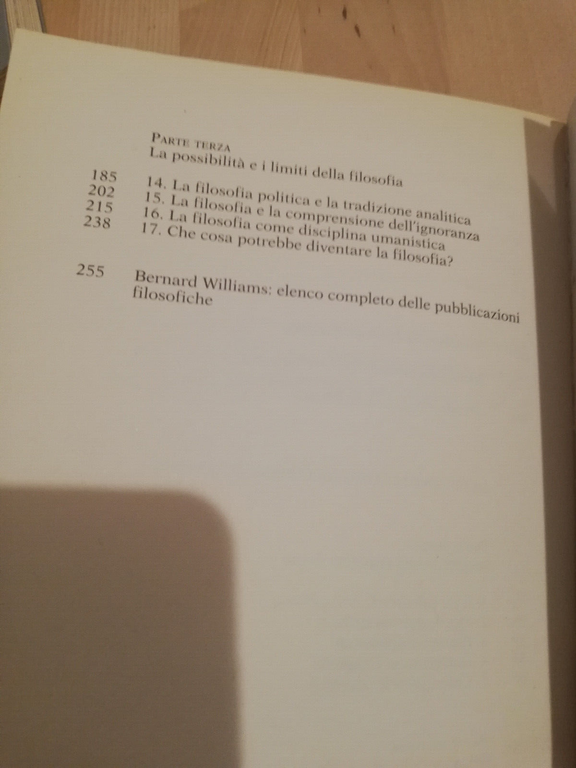 PARTE TERZA
La possibilità e i limiti della filosofia
185 14. La filosofia politica e la tradizione analitica
202 15. La filosofia e la comprensione dell'ignoranza
215 16. La filosofia come disciplina umanistica
238 17. Che cosa potrebbe diventare la filosofia?
255 Bernard Williams: elenco completo delle pubblicazioni
filosofiche